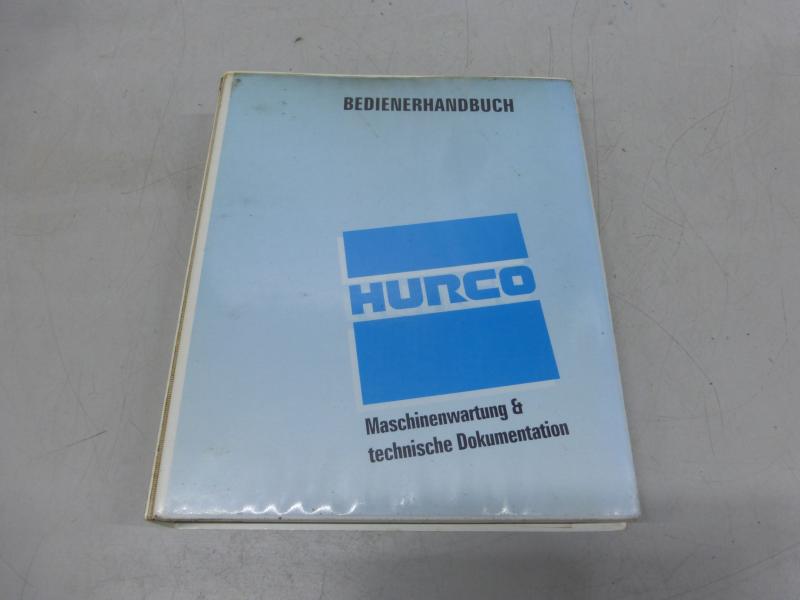 BEDIENERHANDBUCH
HURCO
Maschinenwartung &
technische Dokumentation